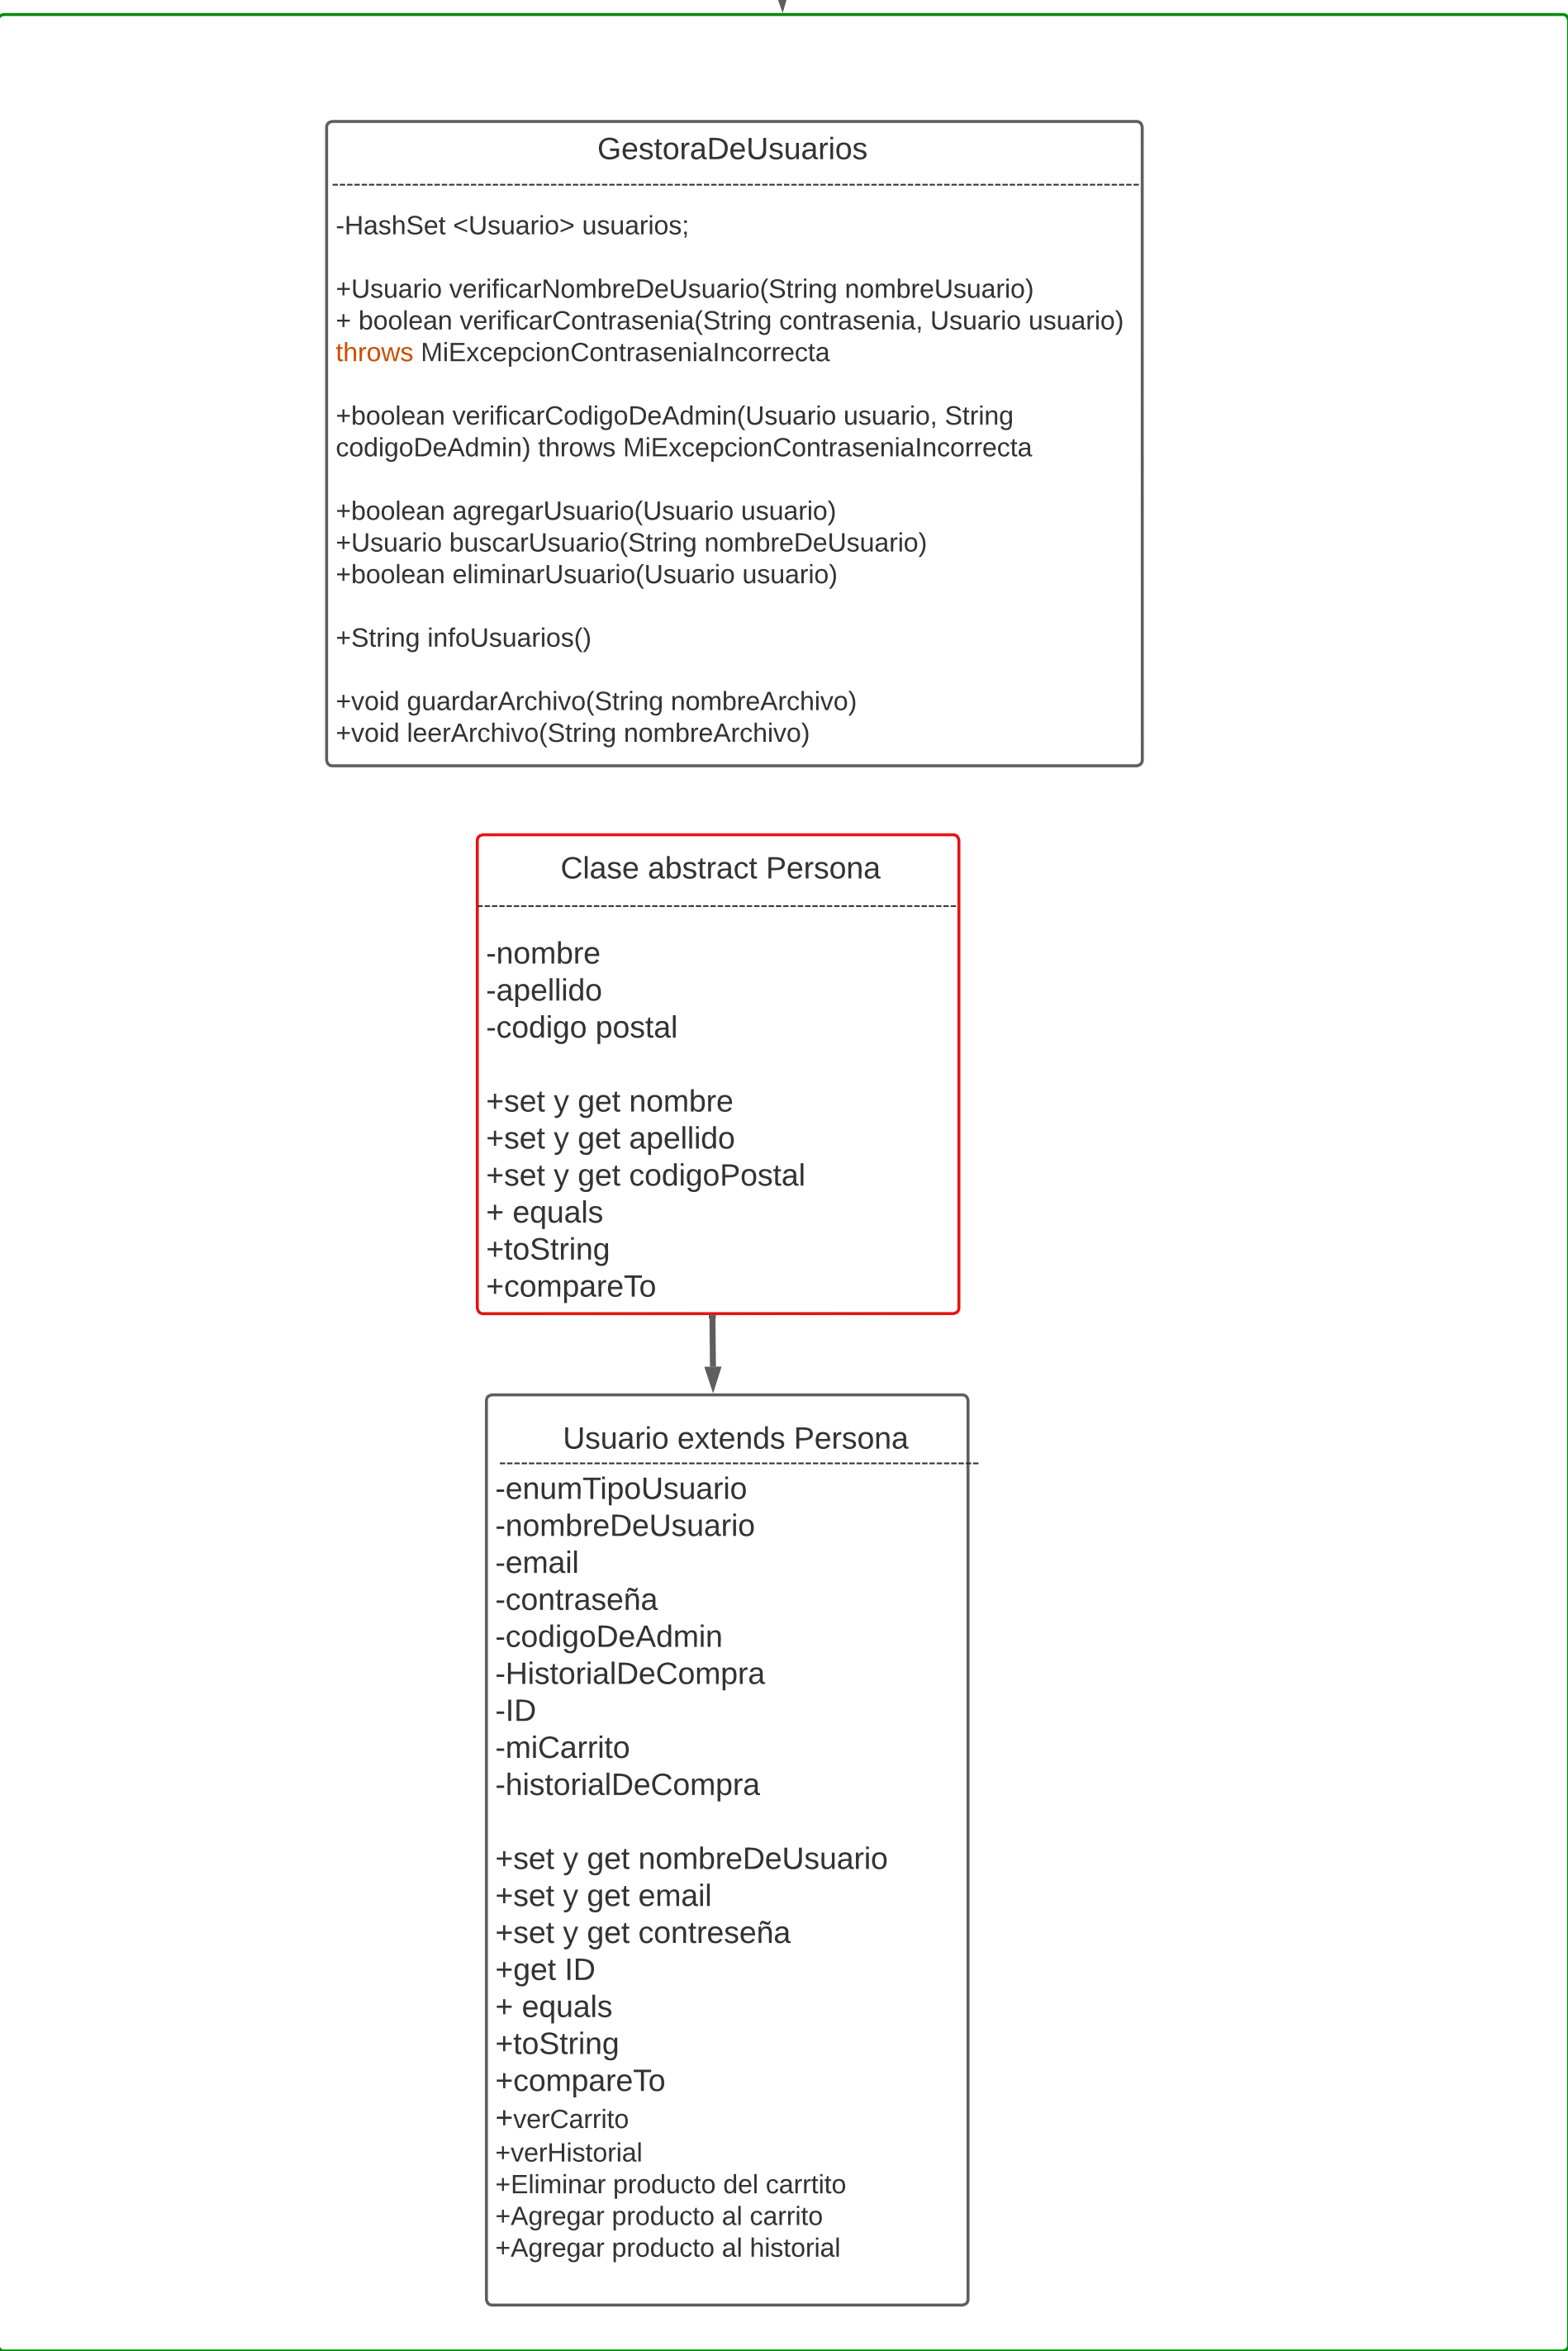 GestoraDeUsuarios
-HashSet <Usuario> usuarios;
+Usuario verificarNombreDeUsuario(String nombreUsuario)
+ boolean verificarContrasenia(String contrasenia, Usuario usuario)
throws MiExcepcionContraseniaIncorrecta
+boolean verificarCodigoDeAdmin(Usuario usuario, String
codigoDeAdmin) throws MiExcepcionContraseniaIncorrecta
+boolean agregarUsuario(Usuario usuario)
+Usuario buscarUsuario(String nombreDeUsuario)
+boolean eliminarUsuario(Usuario usuario)
+String infoUsuarios()
+void guardarArchivo(String nombreArchivo)
+void leerArchivo(String nombreArchivo)
Clase abstract Persona
-nombre
-apellido
-codigo postal
+set y get nombre
+set y get apellido
+set y get codigoPostal
+ equals
+toString
+compareTo
Usuario extends Persona
-enumTipoUsuario
-nombreDeUsuario
-email
-contraseña
-codigoDeAdmin
-HistorialDeCompra
-ID
-miCarrito
-historialDeCompra
+set y get nombreDeUsuario
+set y get email
+set y get contreseña
+get ID
+ equals
+toString
+compareTo
+verCarrito
+verHistorial
+Eliminar producto del carrtito
+Agregar producto al carrito
+Agregar producto al historial